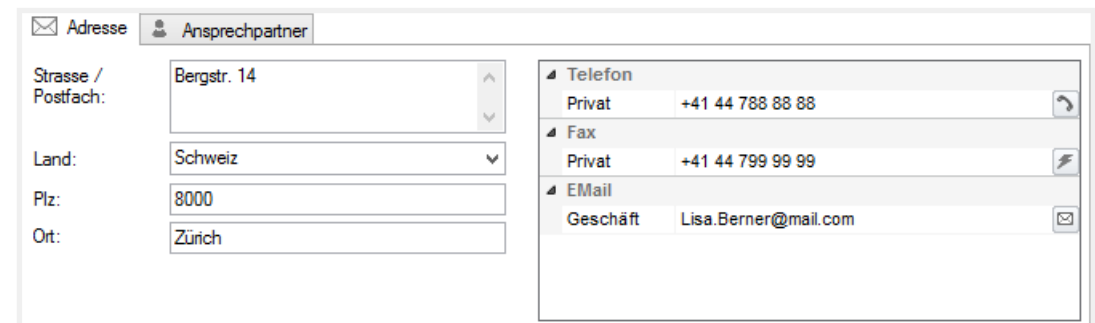 Adresse Ansprechpartner
Strasse / Postfach:
Bergstr. 14
Land: Schweiz
Plz: 8000
Ort: Zürich
Telefon
Privat +41 44 788 88 88
Fax
Privat +41 44 799 99 99
EMail
Geschäft Lisa.Berner@mail.com